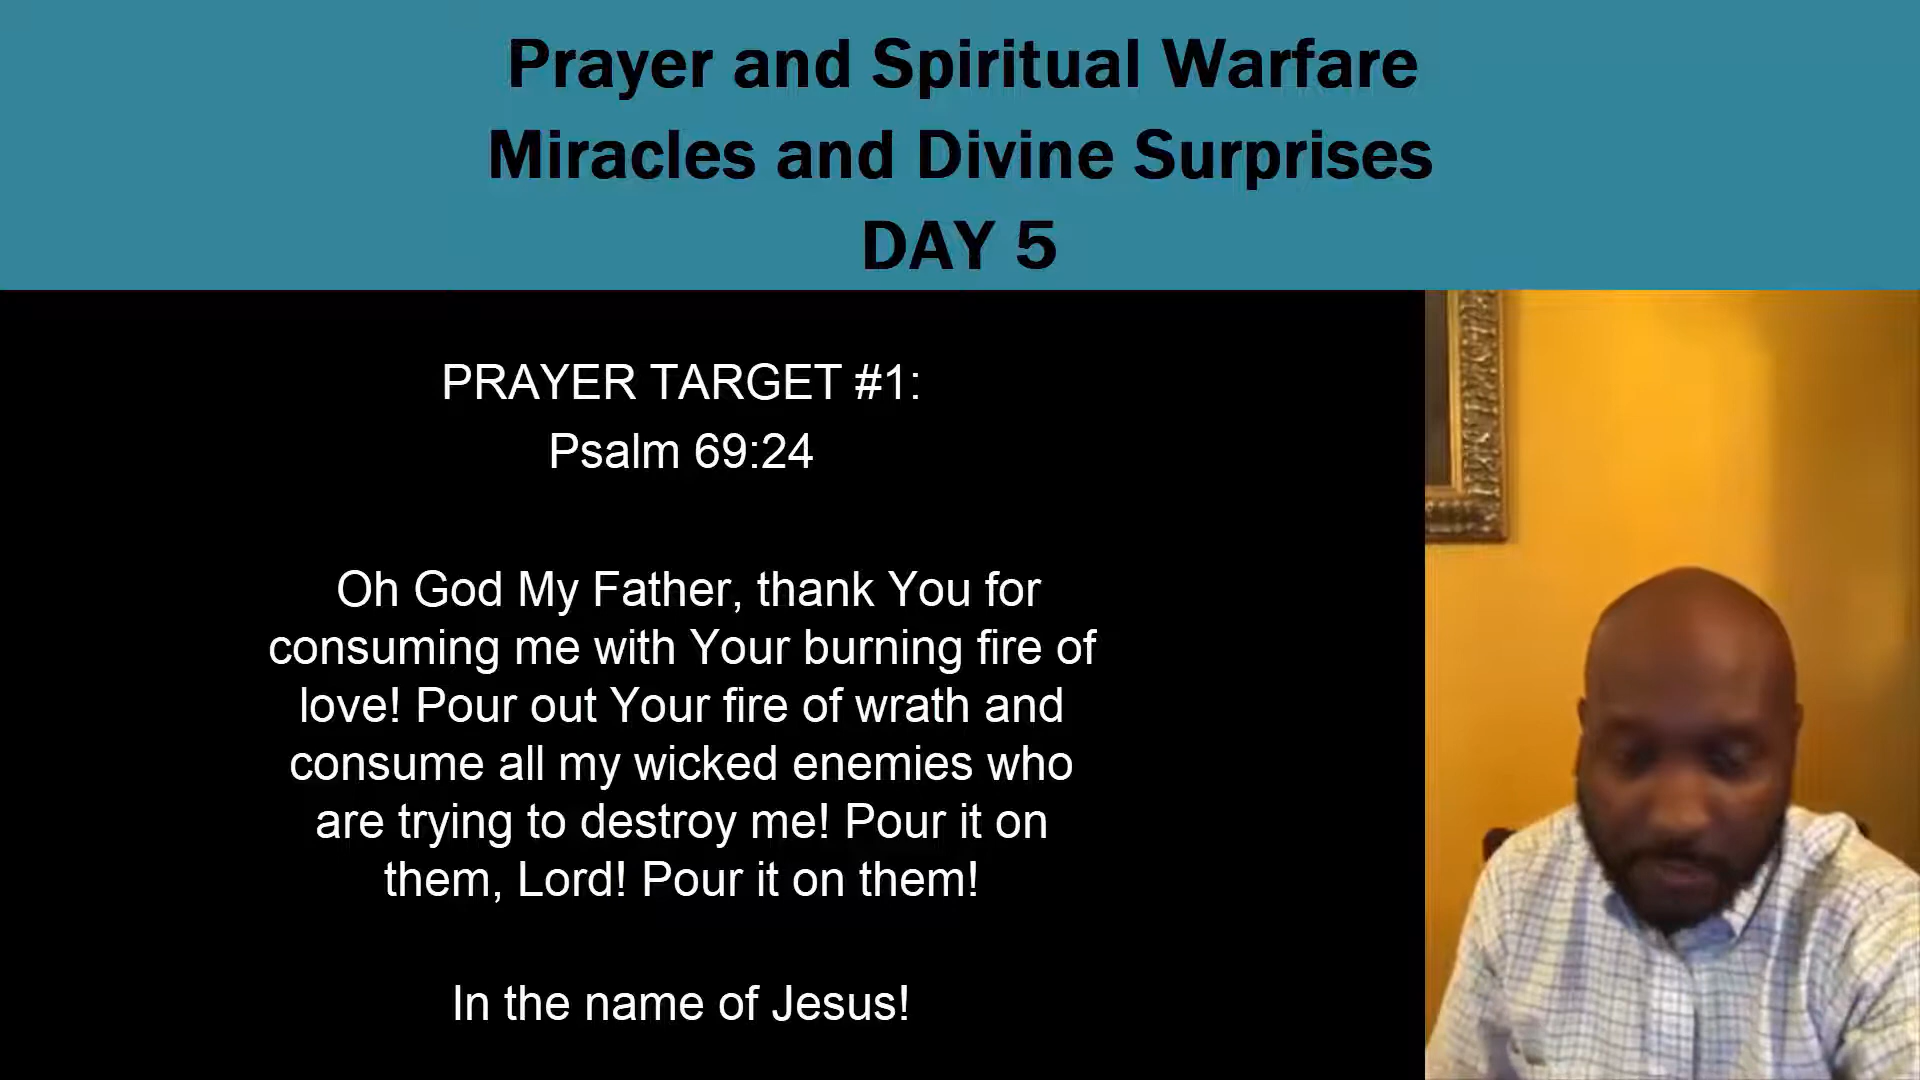 Prayer and Spiritual Warfare
Miracles and Divine Surprises
DAY 5
PRAYER TARGET #1:
Psalm 69:24
Oh God My Father, thank You for
consuming me with Your burning fire of
love! Pour out Your fire of wrath and
consume all my wicked enemies who
are trying to destroy me! Pour it on
them, Lord! Pour it on them!
In the name of Jesus!